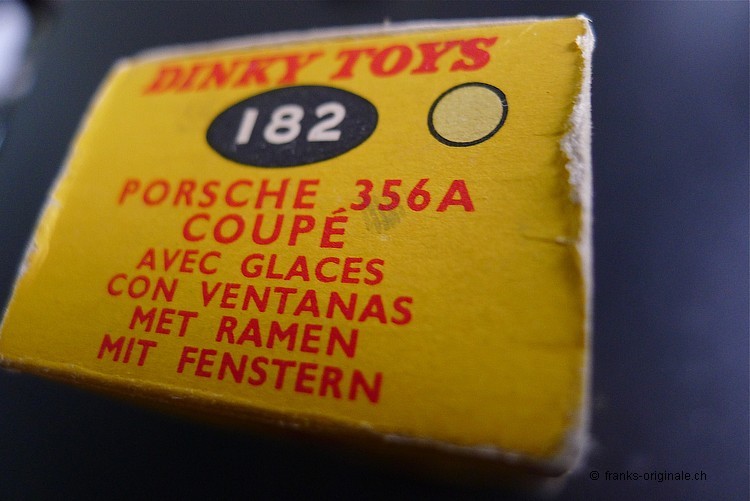 DINKY TOYS
182
PORSCHE 356A
COUPÉ
AVEC GLACES
CON VENTANAS
MET RAMEN
MIT FENSTERN
© franks-originale.ch